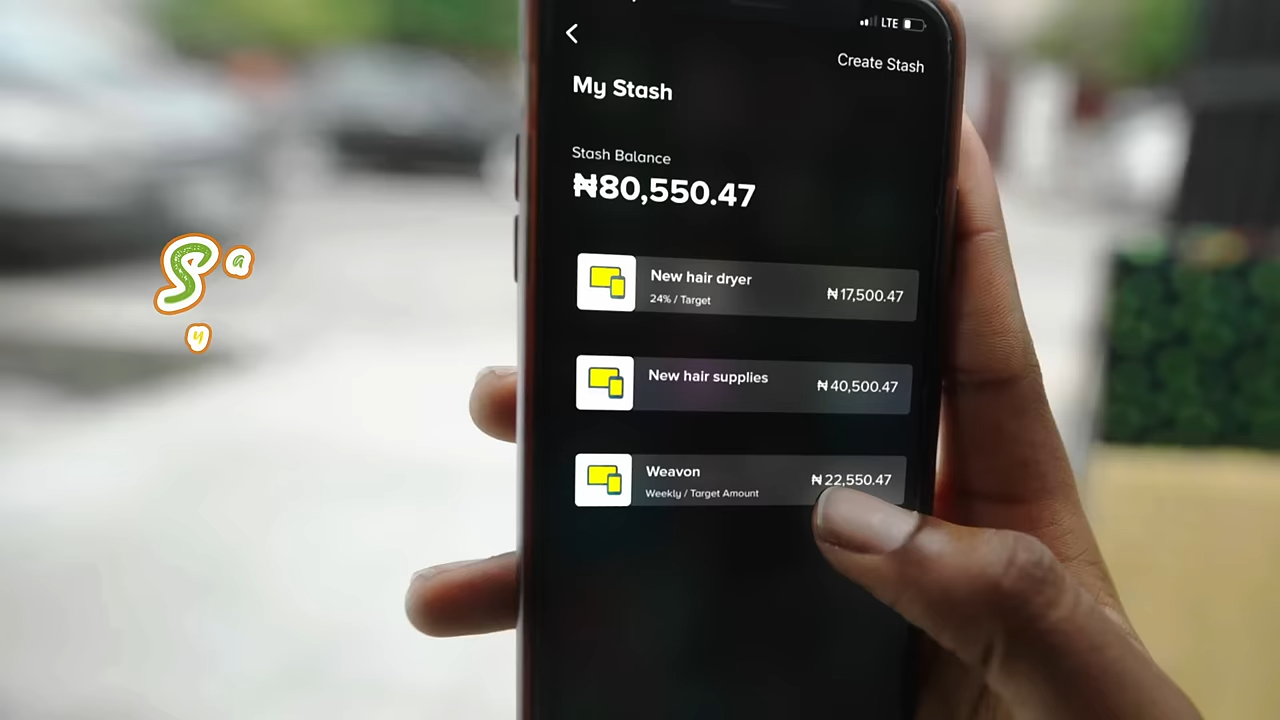 LTE
Create Stash
My Stash
Stash Balance
₦80,550.47
New hair dryer
24% / Target
₦17,500.47
New hair supplies
₦40,500.47
Weavon
Weekly / Target Amount
₦22,550.47
S a
y